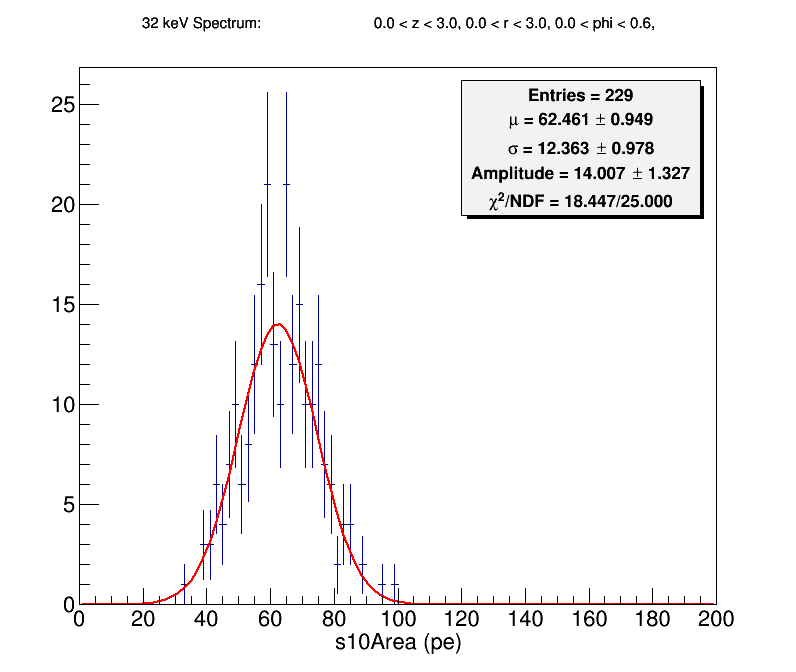 32 keV Spectrum: 0.0 < z < 3.0, 0.0 < r < 3.0, 0.0 < phi < 0.6,
Entries = 229
μ = 62.461 ± 0.949
σ = 12.363 ± 0.978
Amplitude = 14.007 ± 1.327
χ²/NDF = 18.447/25.000
25
20
15
10
5
0
0 20 40 60 80 100 120 140 160 180 200
s10Area (pe)